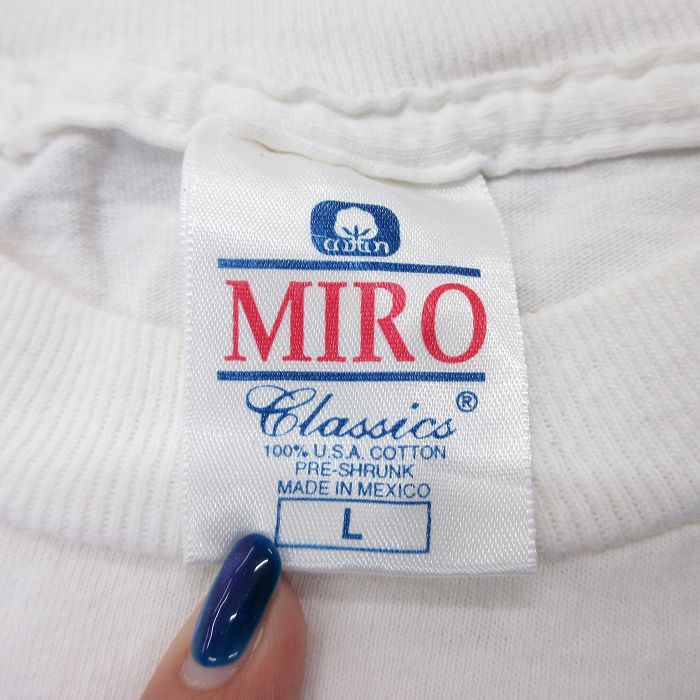 cotton
MIRO
Classics®
100% U.S.A. COTTON
PRE-SHRUNK
MADE IN MEXICO
L